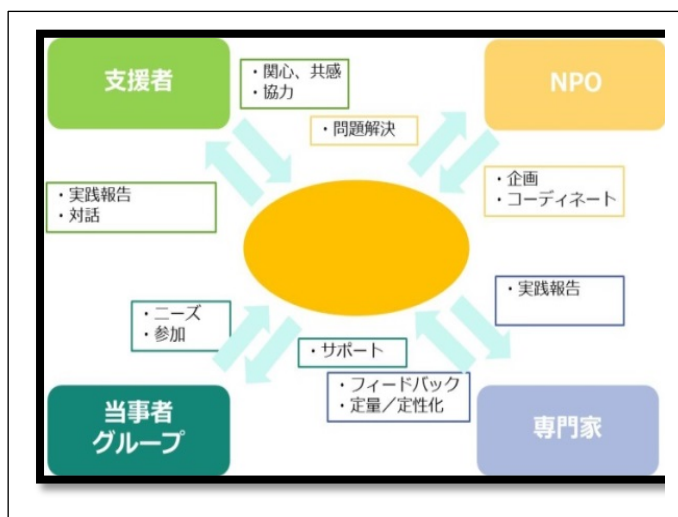 支援者
・関心、共感
・協力
NPO
・問題解決
・企画
・コーディネート
・実践報告
・対話
・実践報告
・ニーズ
・参加
・サポート
・フィードバック
・定量／定性化
当事者
グループ
専門家